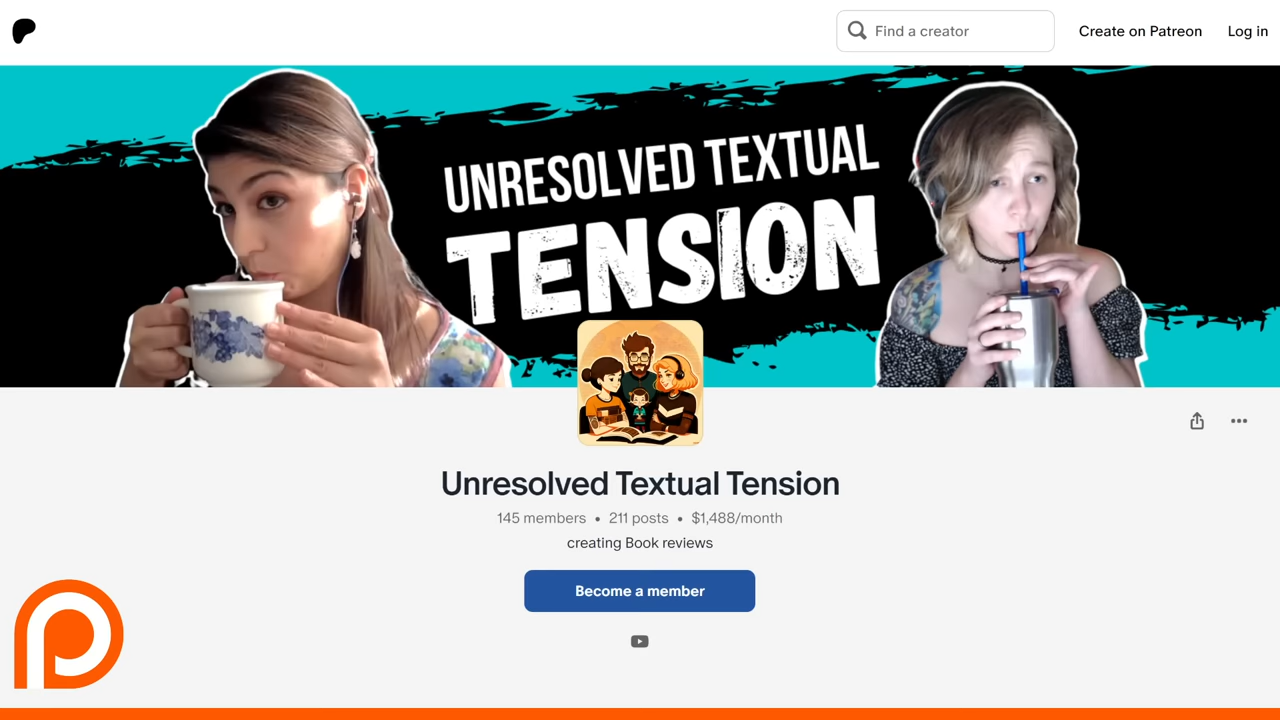 Find a creator
Create on Patreon
Log in
UNRESOLVED TEXTUAL
TENSION
Unresolved Textual Tension
145 members • 211 posts • $1,488/month
creating Book reviews
Become a member